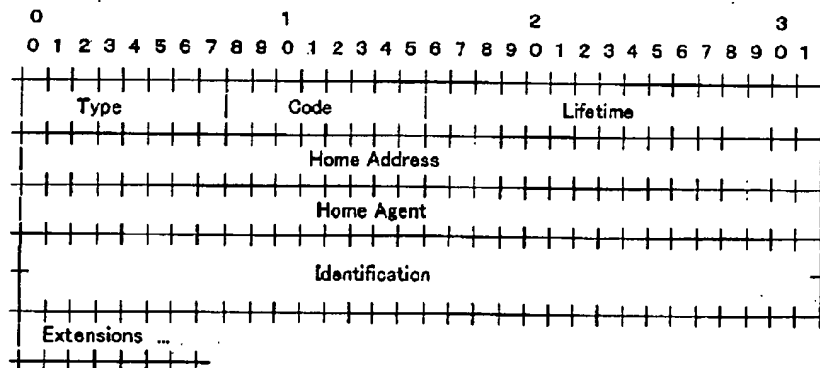 0 1 2 3
0 1 2 3 4 5 6 7 8 9 0 1 2 3 4 5 6 7 8 9 0 1 2 3 4 5 6 7 8 9 0 1
Type Code Lifetime
Home Address
Home Agent
Identification
Extensions ...